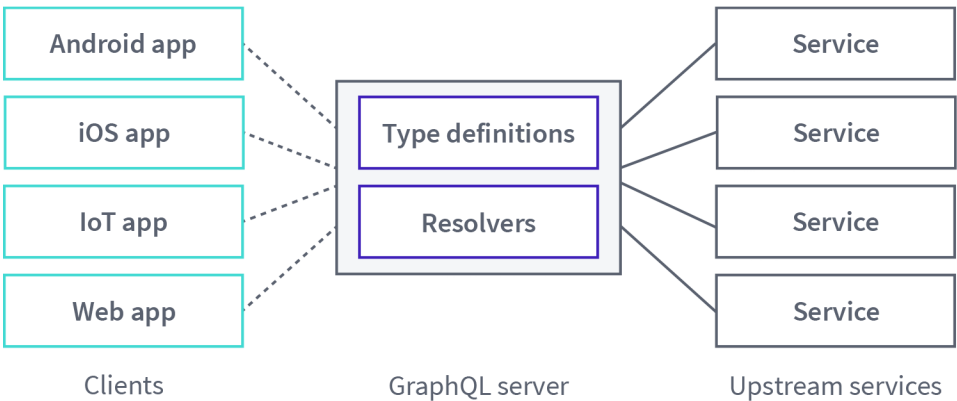 Android app
iOS app
IoT app
Web app
Clients
Type definitions
Resolvers
GraphQL server
Service
Service
Service
Service
Upstream services